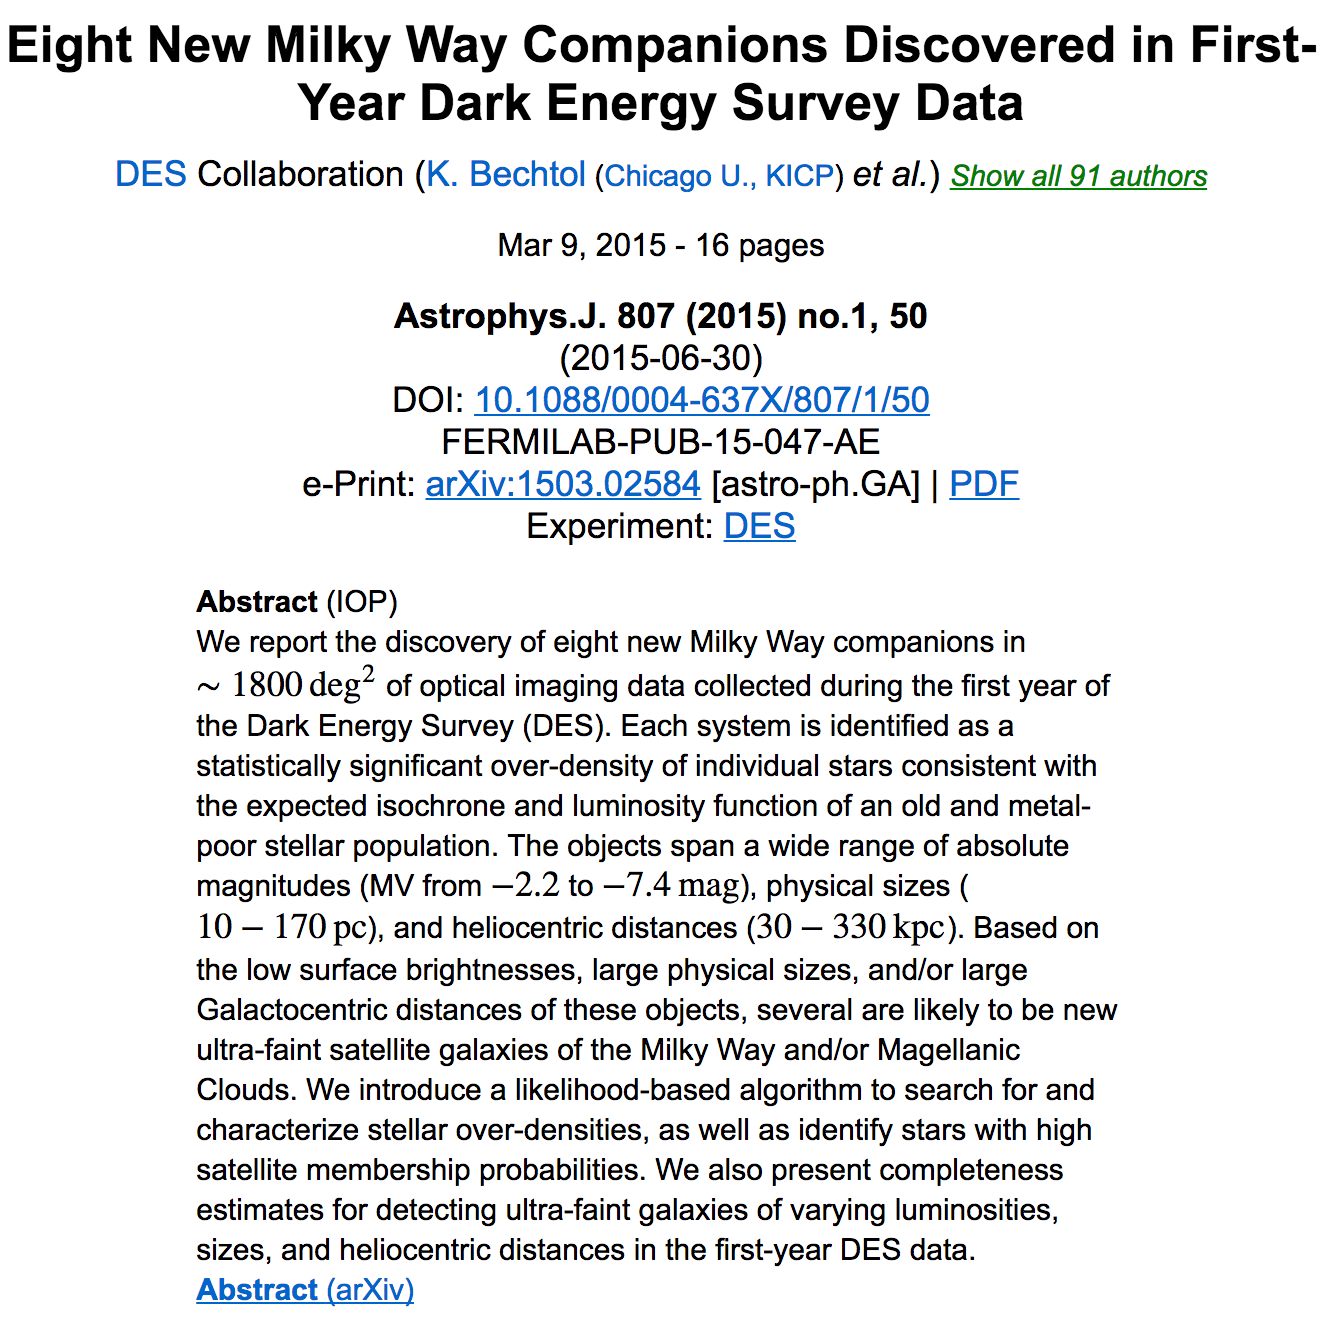 Eight New Milky Way Companions Discovered in First-
Year Dark Energy Survey Data
DES Collaboration (K. Bechtol (Chicago U., KICP) et al.) Show all 91 authors
Mar 9, 2015 - 16 pages
Astrophys.J. 807 (2015) no.1, 50
(2015-06-30)
DOI: 10.1088/0004-637X/807/1/50
FERMILAB-PUB-15-047-AE
e-Print: arXiv:1503.02584 [astro-ph.GA] | PDF
Experiment: DES
Abstract (IOP)
We report the discovery of eight new Milky Way companions in
∼ 1800 deg² of optical imaging data collected during the first year of
the Dark Energy Survey (DES). Each system is identified as a
statistically significant over-density of individual stars consistent with
the expected isochrone and luminosity function of an old and metal-
poor stellar population. The objects span a wide range of absolute
magnitudes (MV from −2.2 to −7.4 mag), physical sizes (
10 − 170 pc), and heliocentric distances (30 − 330 kpc). Based on
the low surface brightnesses, large physical sizes, and/or large
Galactocentric distances of these objects, several are likely to be new
ultra-faint satellite galaxies of the Milky Way and/or Magellanic
Clouds. We introduce a likelihood-based algorithm to search for and
characterize stellar over-densities, as well as identify stars with high
satellite membership probabilities. We also present completeness
estimates for detecting ultra-faint galaxies of varying luminosities,
sizes, and heliocentric distances in the first-year DES data.
Abstract (arXiv)